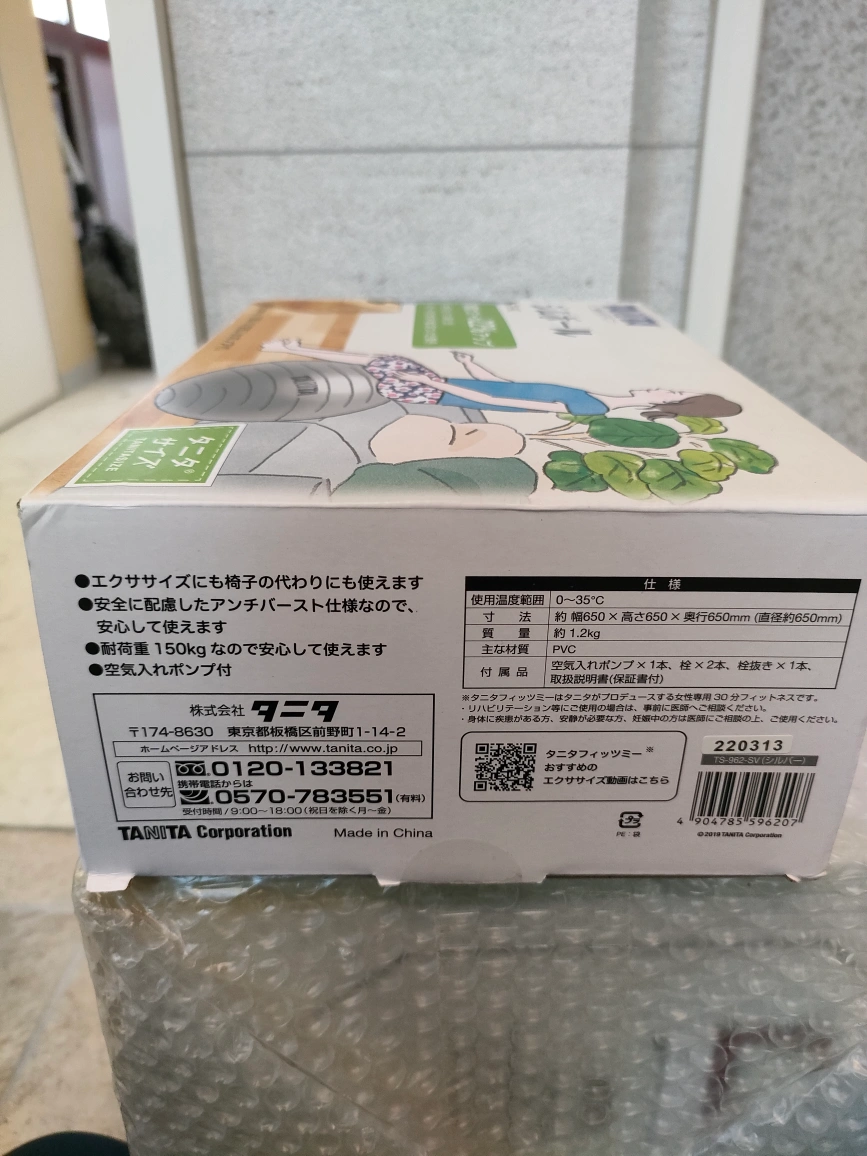 タニタ®
サイズ
TANITASIZE
●エクササイズにも椅子の代わりにも使えます
●安全に配慮したアンチバースト仕様なので、
安心して使えます
●耐荷重150kgなので安心して使えます
●空気入れポンプ付
株式会社 タニタ
〒174-8630 東京都板橋区前野町1-14-2
ホームページアドレス http://www.tanita.co.jp
お問い
合わせ先
0120-133821
携帯電話からは
0570-783551(有料)
受付時間/9:00~18:00(祝日を除く月~金)
TANITA Corporation
Made in China
仕様
使用温度範囲 0~35℃
寸法 約 幅650×高さ650×奥行650mm (直径約650mm)
質量 約1.2kg
主な材質 PVC
付属品 空気入れポンプ×1本、栓×2本、栓抜き×1本、
取扱説明書(保証書付)
※タニタフィッツミーはタニタがプロデュースする女性専用30分フィットネスです。
・リハビリテーション等にご使用の場合は、事前に医師へご相談ください。
・身体に疾患がある方、安静が必要な方、妊娠中の方は医師にご相談の上、ご使用ください。
タニタフィッツミー※
おすすめの
エクササイズ動画はこちら
220313
TS-962-SV(シルバー)
4 904785 596207
©2019 TANITA Corporation
PE:袋